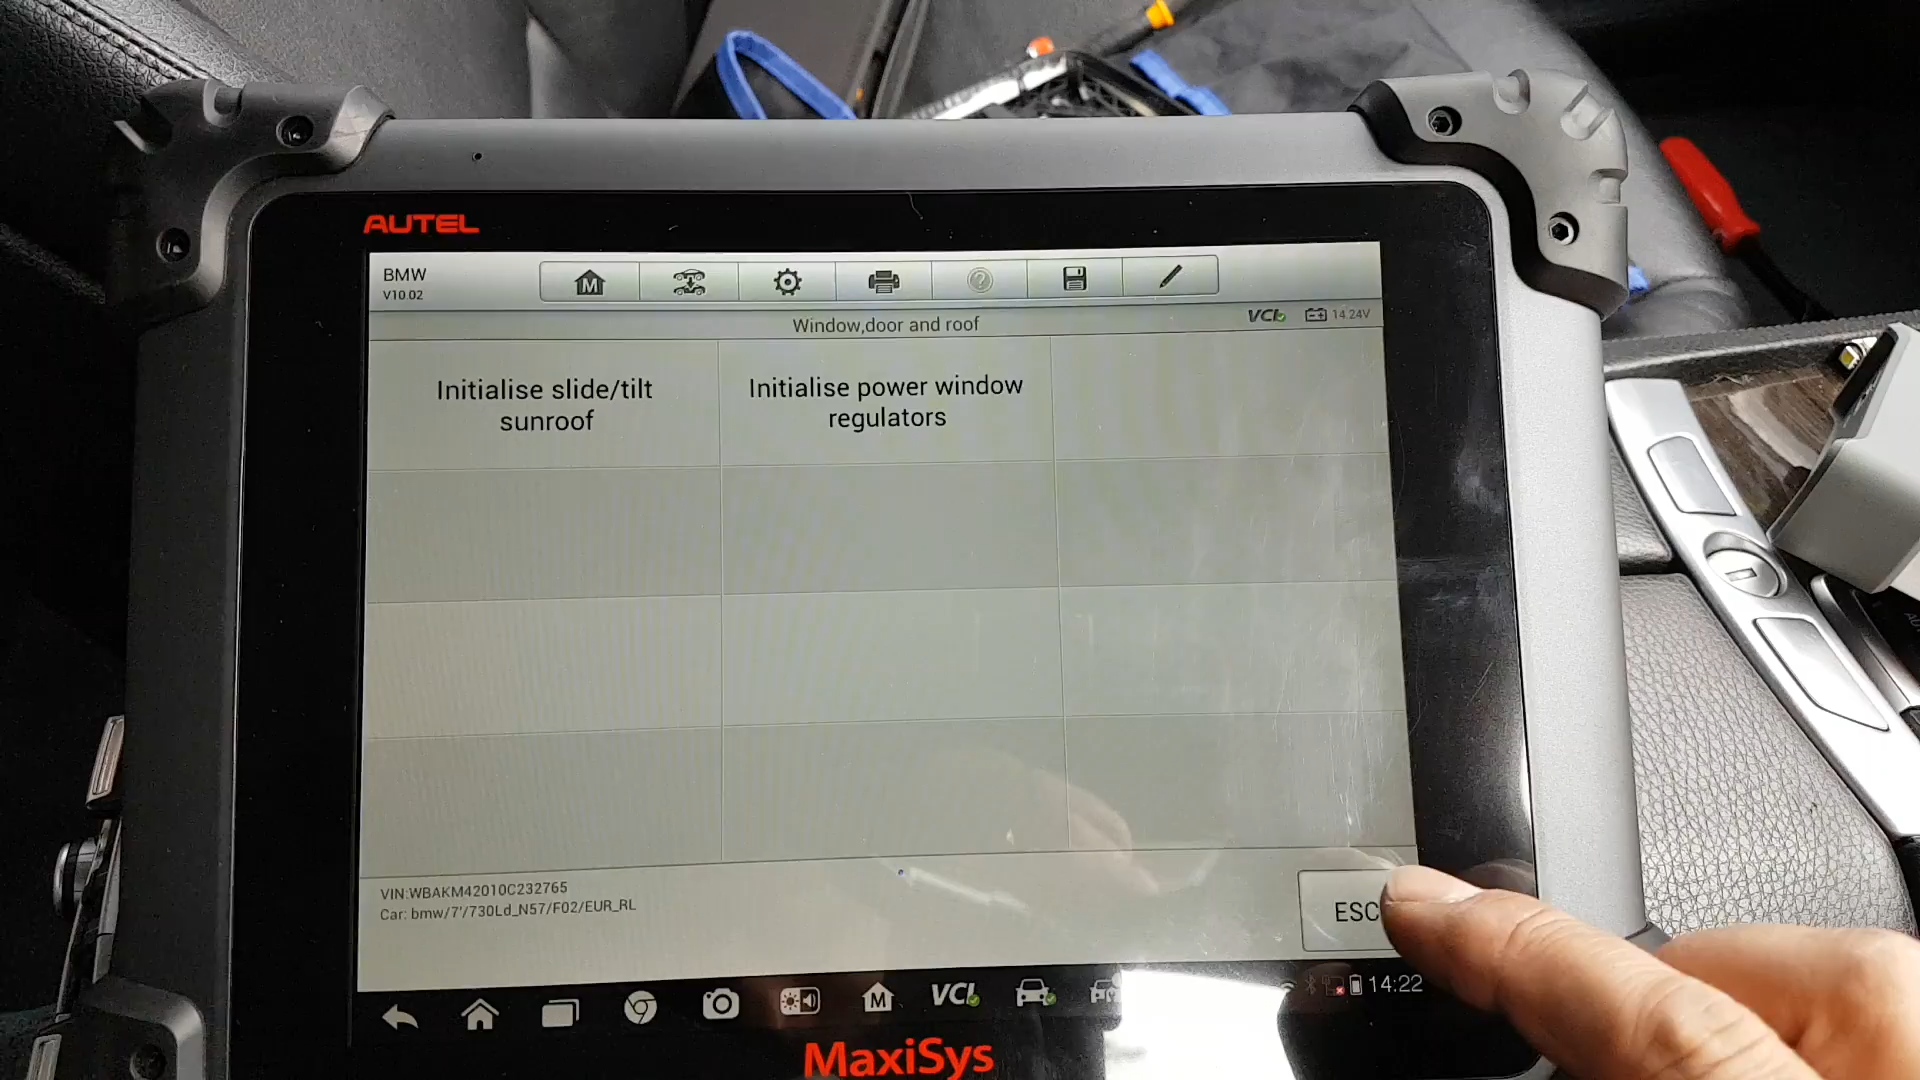 AUTEL
BMW
V10.02
M
?
Window,door and roof
VCI
14.24V
Initialise slide/tilt
sunroof
Initialise power window
regulators
VIN:WBAKM42010C232765
Car: bmw/7'/730Ld_N57/F02/EUR_RL
ESC
M
VCI
14:22
MaxiSys